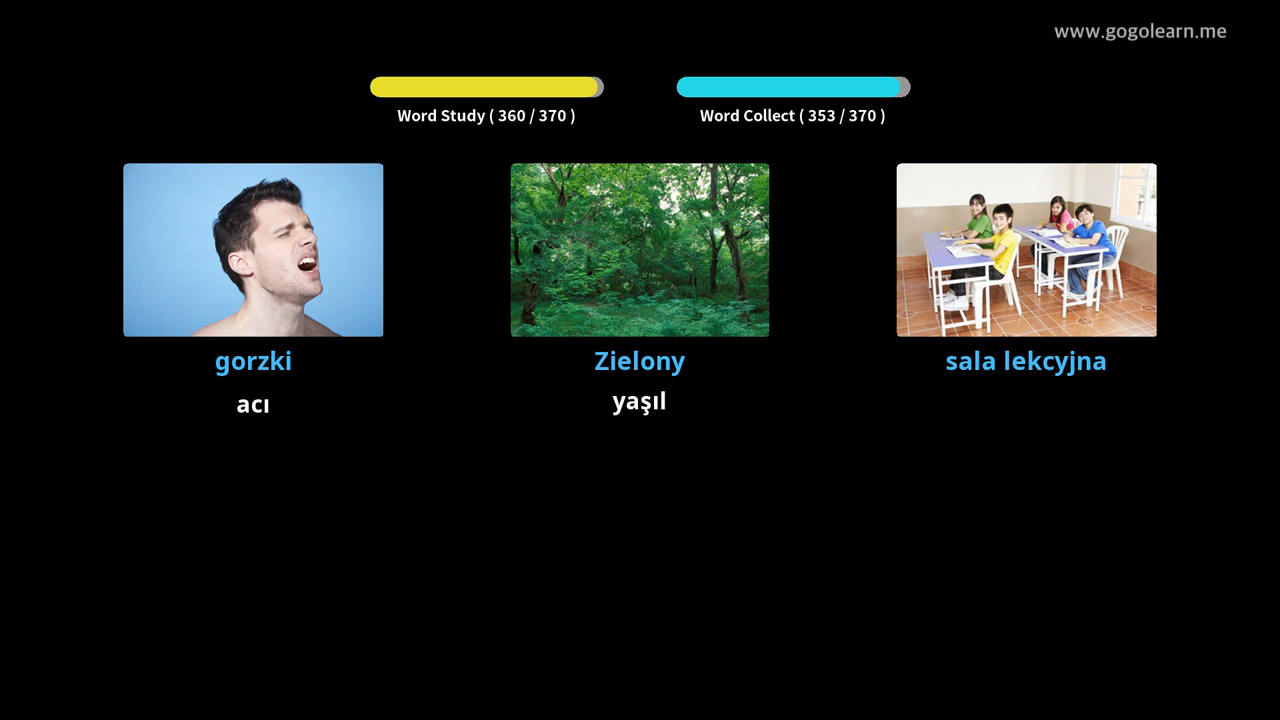 www.gogolearn.me
Word Study ( 360 / 370 )
Word Collect ( 353 / 370 )
gorzki
Zielony
sala lekcyjna
acı
yaşıl